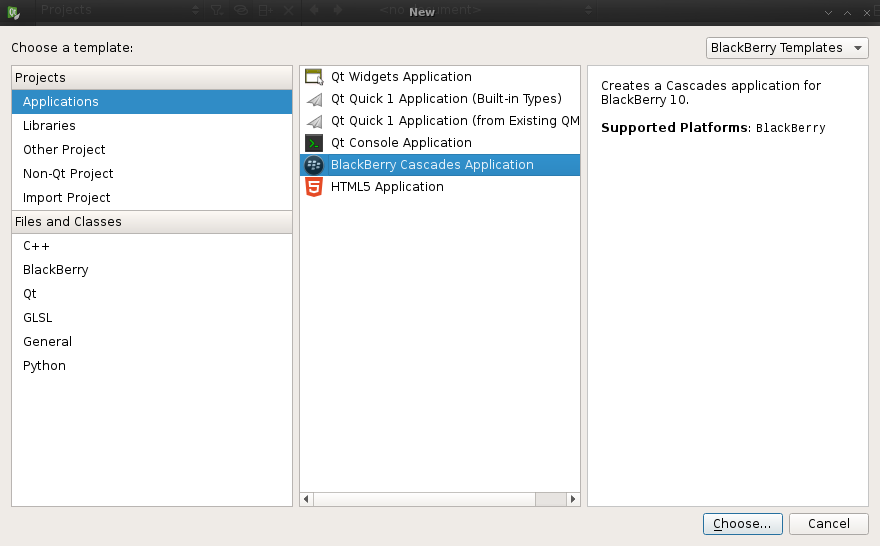 Projects
<no document>
New
Choose a template:
BlackBerry Templates
Projects
Applications
Libraries
Other Project
Non-Qt Project
Import Project
Files and Classes
C++
BlackBerry
Qt
GLSL
General
Python
Qt Widgets Application
Qt Quick 1 Application (Built-in Types)
Qt Quick 1 Application (from Existing QM
Qt Console Application
BlackBerry Cascades Application
HTML5 Application
Creates a Cascades application for
BlackBerry 10.
Supported Platforms: BlackBerry
Choose...
Cancel